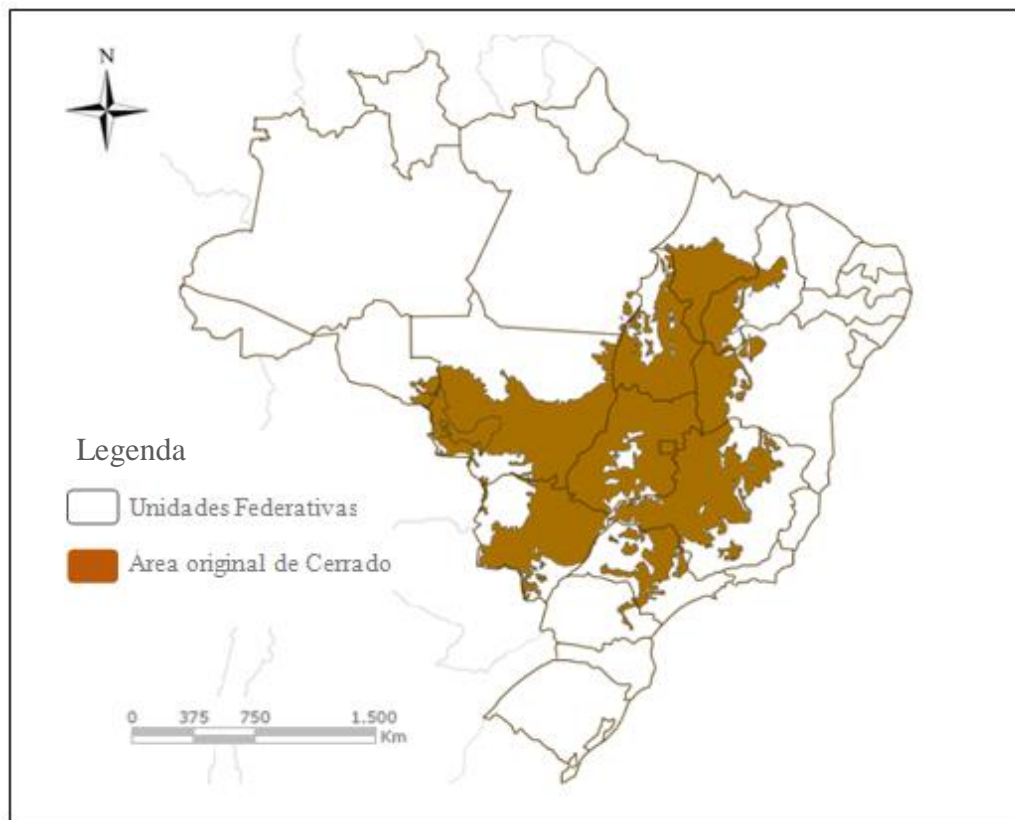 N
Legenda
Unidades Federativas
Área original de Cerrado
0 375 750 1.500
Km